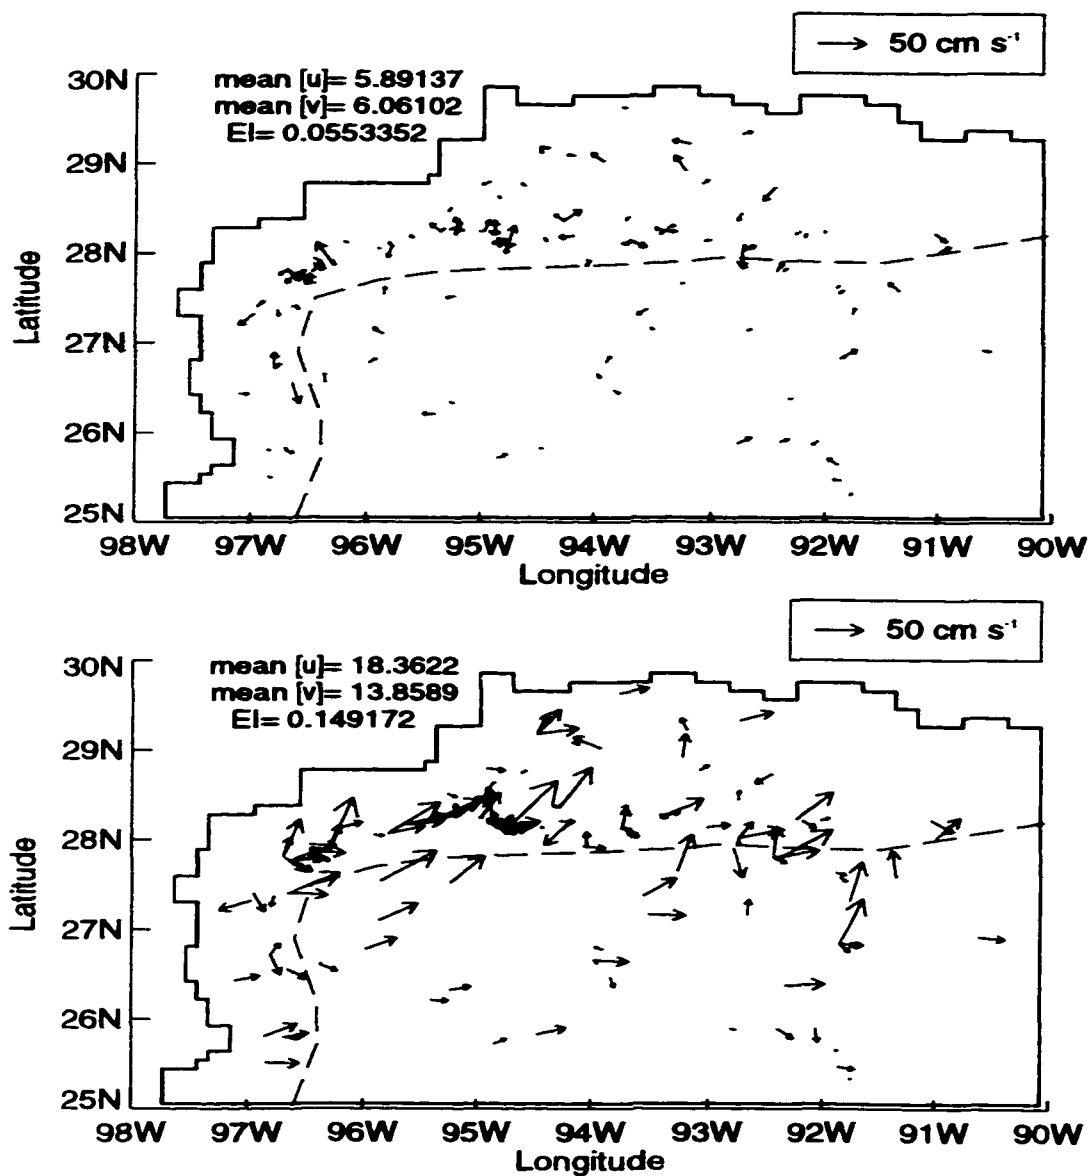 50 cm s⁻¹
mean [u]= 5.89137
mean [v]= 6.06102
EI= 0.0553352
30N
29N
28N
27N
26N
25N
Latitude
98W 97W 96W 95W 94W 93W 92W 91W 90W
Longitude
50 cm s⁻¹
mean [u]= 18.3622
mean [v]= 13.8589
EI= 0.149172
30N
29N
28N
27N
26N
25N
Latitude
98W 97W 96W 95W 94W 93W 92W 91W 90W
Longitude